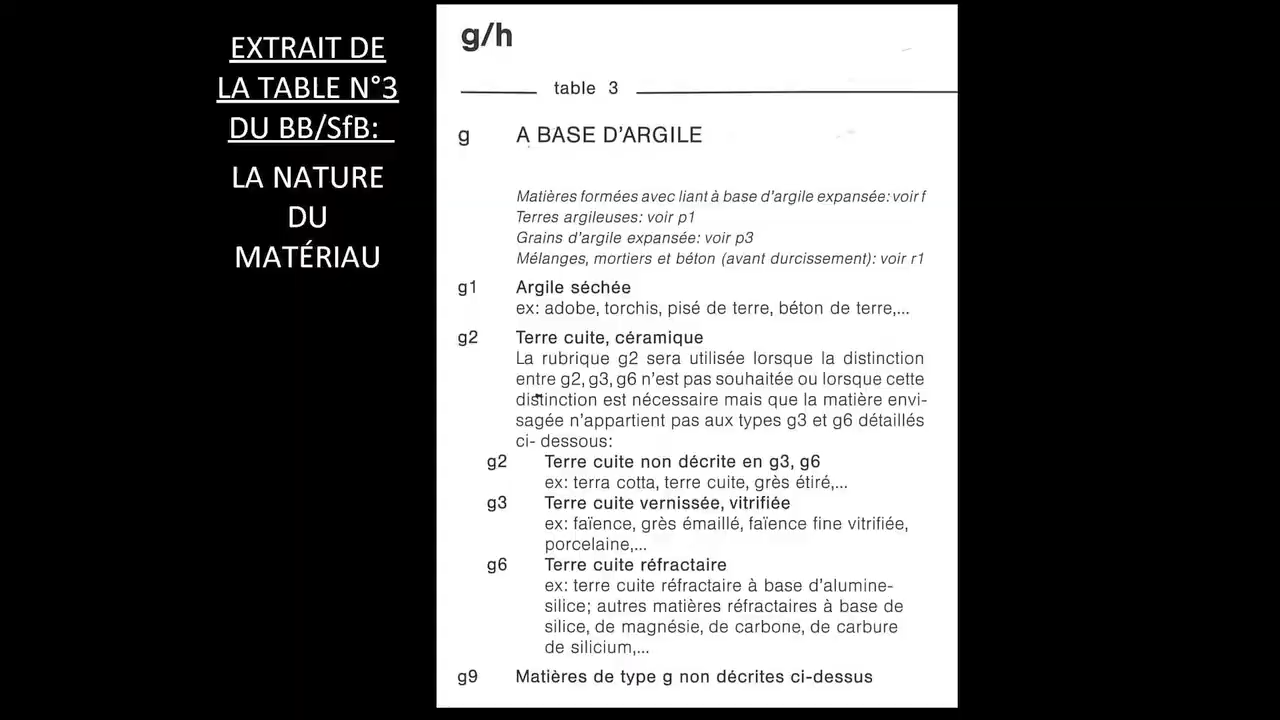 EXTRAIT DE
LA TABLE N°3
DU BB/SfB:
LA NATURE
DU
MATÉRIAU
g/h
table 3
g A BASE D'ARGILE
Matières formées avec liant à base d'argile expansée: voir f
Terres argileuses: voir p1
Grains d'argile expansée: voir p3
Mélanges, mortiers et béton (avant durcissement): voir r1
g1 Argile séchée
ex: adobe, torchis, pisé de terre, béton de terre,...
g2 Terre cuite, céramique
La rubrique g2 sera utilisée lorsque la distinction
entre g2, g3, g6 n'est pas souhaitée ou lorsque cette
distinction est nécessaire mais que la matière envi-
sagée n'appartient pas aux types g3 et g6 détaillés
ci- dessous:
g2 Terre cuite non décrite en g3, g6
ex: terra cotta, terre cuite, grès étiré,...
g3 Terre cuite vernissée, vitrifiée
ex: faïence, grès émaillé, faïence fine vitrifiée,
porcelaine,...
g6 Terre cuite réfractaire
ex: terre cuite réfractaire à base d'alumine-
silice; autres matières réfractaires à base de
silice, de magnésie, de carbone, de carbure
de silicium,...
g9 Matières de type g non décrites ci-dessus